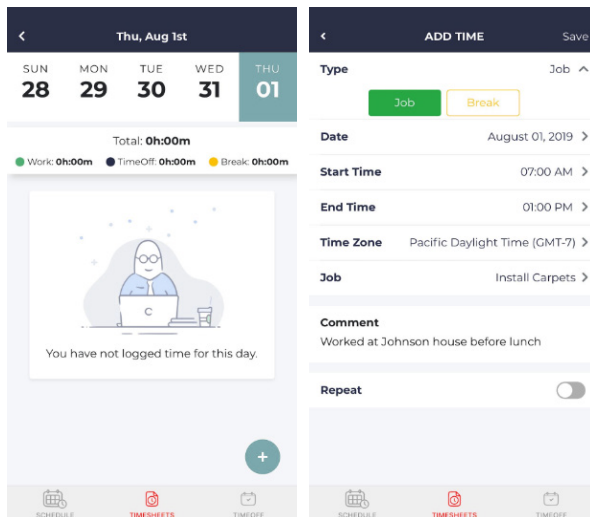 Thu, Aug 1st
SUN MON TUE WED THU
28 29 30 31 01
Total: 0h:00m
Work: 0h:00m TimeOff: 0h:00m Break: 0h:00m
C
You have not logged time for this day.
+
SCHEDULE TIMESHEETS TIMEOFF
ADD TIME Save
Type Job
Job Break
Date August 01, 2019
Start Time 07:00 AM
End Time 01:00 PM
Time Zone Pacific Daylight Time (GMT-7)
Job Install Carpets
Comment
Worked at Johnson house before lunch
Repeat
SCHEDULE TIMESHEETS TIMEOFF